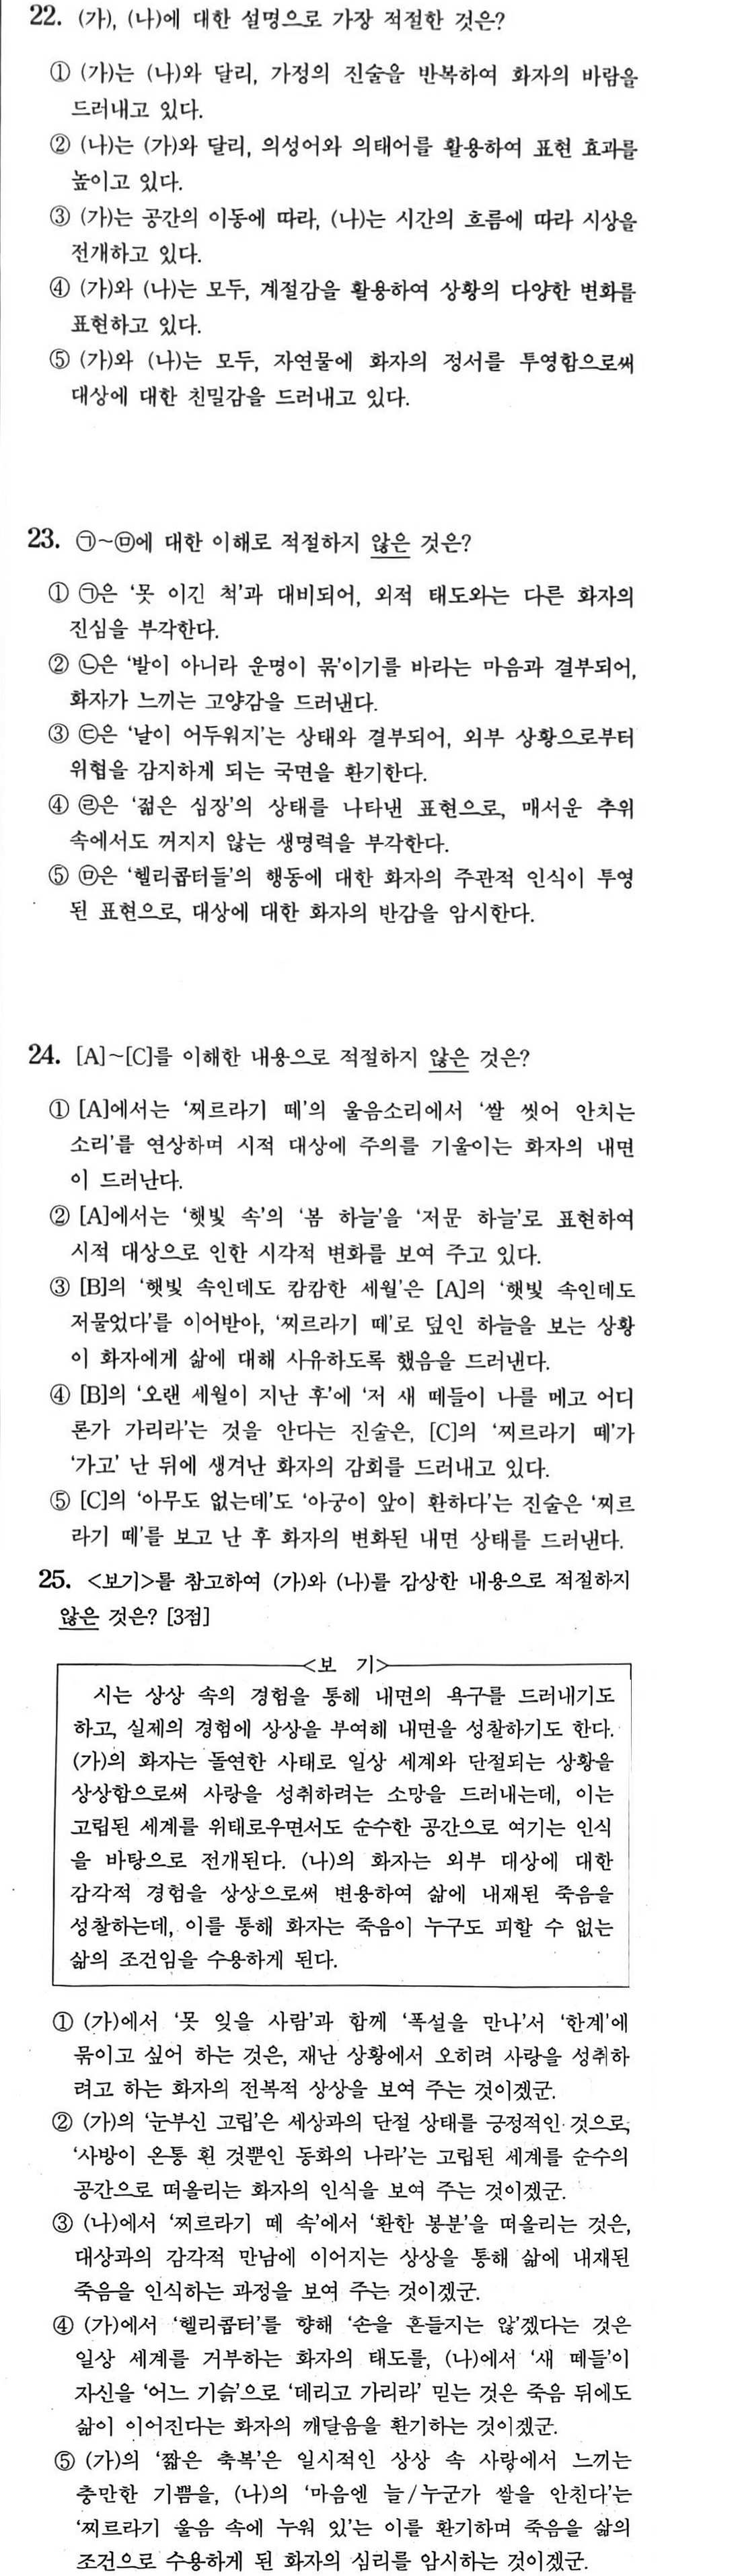 22. (가), (나)에 대한 설명으로 가장 적절한 것은?
① (가)는 (나)와 달리, 가정의 진술을 반복하여 화자의 바람을
드러내고 있다.
② (나)는 (가)와 달리, 의성어와 의태어를 활용하여 표현 효과를
높이고 있다.
③ (가)는 공간의 이동에 따라, (나)는 시간의 흐름에 따라 시상을
전개하고 있다.
④ (가)와 (나)는 모두, 계절감을 활용하여 상황의 다양한 변화를
표현하고 있다.
⑤ (가)와 (나)는 모두, 자연물에 화자의 정서를 투영함으로써
대상에 대한 친밀감을 드러내고 있다.
23. ㉠~㉤에 대한 이해로 적절하지 않은 것은?
① ㉠은 ‘못 이긴 척’과 대비되어, 외적 태도와는 다른 화자의
진심을 부각한다.
② ㉡은 ‘발이 아니라 운명이 묶’이기를 바라는 마음과 결부되어,
화자가 느끼는 고양감을 드러낸다.
③ ㉢은 ‘날이 어두워지’는 상태와 결부되어, 외부 상황으로부터
위협을 감지하게 되는 국면을 환기한다.
④ ㉣은 ‘젊은 심장’의 상태를 나타낸 표현으로, 매서운 추위
속에서도 꺼지지 않는 생명력을 부각한다.
⑤ ㉤은 ‘헬리콥터들’의 행동에 대한 화자의 주관적 인식이 투영
된 표현으로, 대상에 대한 화자의 반감을 암시한다.
24. [A]~[C]를 이해한 내용으로 적절하지 않은 것은?
① [A]에서는 ‘찌르라기 떼’의 울음소리에서 ‘쌀 씻어 안치는
소리’를 연상하며 시적 대상에 주의를 기울이는 화자의 내면
이 드러난다.
② [A]에서는 ‘햇빛 속’의 ‘봄 하늘’을 ‘저문 하늘’로 표현하여
시적 대상으로 인한 시각적 변화를 보여 주고 있다.
③ [B]의 ‘햇빛 속인데도 캄캄한 세월’은 [A]의 ‘햇빛 속인데도
저물었다’를 이어받아, ‘찌르라기 떼’로 덮인 하늘을 보는 상황
이 화자에게 삶에 대해 사유하도록 했음을 드러낸다.
④ [B]의 ‘오랜 세월이 지난 후’에 ‘저 새 떼들이 나를 메고 어디
론가 가리라’는 것을 안다는 진술은, [C]의 ‘찌르라기 떼’가
‘가고’ 난 뒤에 생겨난 화자의 감회를 드러내고 있다.
⑤ [C]의 ‘아무도 없는데’도 ‘아궁이 앞이 환하다’는 진술은 ‘찌르
라기 떼’를 보고 난 후 화자의 변화된 내면 상태를 드러낸다.
25. <보기>를 참고하여 (가)와 (나)를 감상한 내용으로 적절하지
않은 것은? [3점]
<보 기>
시는 상상 속의 경험을 통해 내면의 욕구를 드러내기도
하고, 실제의 경험에 상상을 부여해 내면을 성찰하기도 한다.
(가)의 화자는 돌연한 사태로 일상 세계와 단절되는 상황을
상상함으로써 사랑을 성취하려는 소망을 드러내는데, 이는
고립된 세계를 위태로우면서도 순수한 공간으로 여기는 인식
을 바탕으로 전개된다. (나)의 화자는 외부 대상에 대한
감각적 경험을 상상으로써 변용하여 삶에 내재된 죽음을
성찰하는데, 이를 통해 화자는 죽음이 누구도 피할 수 없는
삶의 조건임을 수용하게 된다.
① (가)에서 ‘못 잊을 사람’과 함께 ‘폭설을 만나’서 ‘한계’에
묶이고 싶어 하는 것은, 재난 상황에서 오히려 사랑을 성취하
려고 하는 화자의 전복적 상상을 보여 주는 것이겠군.
② (가)의 ‘눈부신 고립’은 세상과의 단절 상태를 긍정적인 것으로,
‘사방이 온통 흰 것뿐인 동화의 나라’는 고립된 세계를 순수의
공간으로 떠올리는 화자의 인식을 보여 주는 것이겠군.
③ (나)에서 ‘찌르라기 떼 속’에서 ‘환한 봉분’을 떠올리는 것은,
대상과의 감각적 만남에 이어지는 상상을 통해 삶에 내재된
죽음을 인식하는 과정을 보여 주는 것이겠군.
④ (가)에서 ‘헬리콥터’를 향해 ‘손을 흔들지는 않’겠다는 것은
일상 세계를 거부하는 화자의 태도를, (나)에서 ‘새 떼들’이
자신을 ‘어느 기슭’으로 ‘데리고 가리라’ 믿는 것은 죽음 뒤에도
삶이 이어진다는 화자의 깨달음을 환기하는 것이겠군.
⑤ (가)의 ‘짧은 축복’은 일시적인 상상 속 사랑에서 느끼는
충만한 기쁨을, (나)의 ‘마음엔 늘/누군가 쌀을 안친다’는
‘찌르라기 울음 속에 누워 있’는 이를 환기하며 죽음을 삶의
조건으로 수용하게 된 화자의 심리를 암시하는 것이겠군.